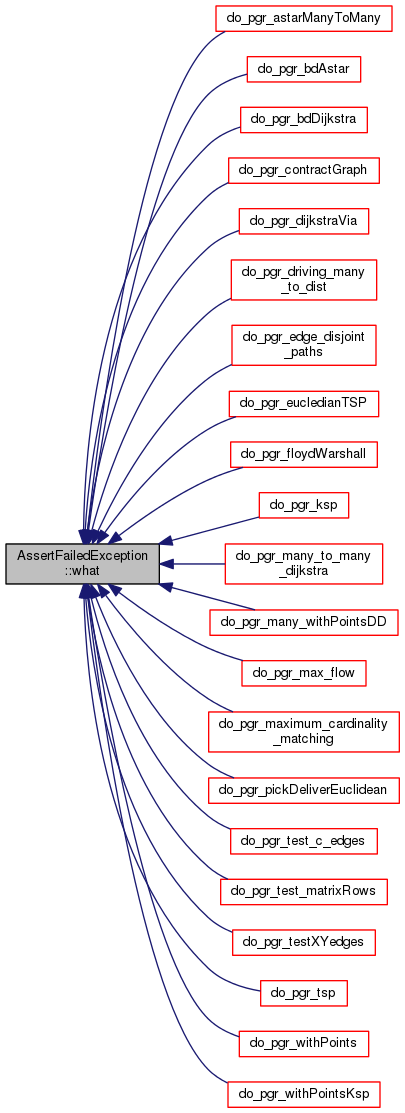 do_pgr_astarManyToMany
do_pgr_bdAstar
do_pgr_bdDijkstra
do_pgr_contractGraph
do_pgr_dijkstraVia
do_pgr_driving_many
_to_dist
do_pgr_edge_disjoint
_paths
do_pgr_eucledianTSP
do_pgr_floydWarshall
do_pgr_ksp
AssertFailedException
::what
do_pgr_many_to_many
_dijkstra
do_pgr_many_withPointsDD
do_pgr_max_flow
do_pgr_maximum_cardinality
_matching
do_pgr_pickDeliverEuclidean
do_pgr_test_c_edges
do_pgr_test_matrixRows
do_pgr_testXYedges
do_pgr_tsp
do_pgr_withPoints
do_pgr_withPointsKsp